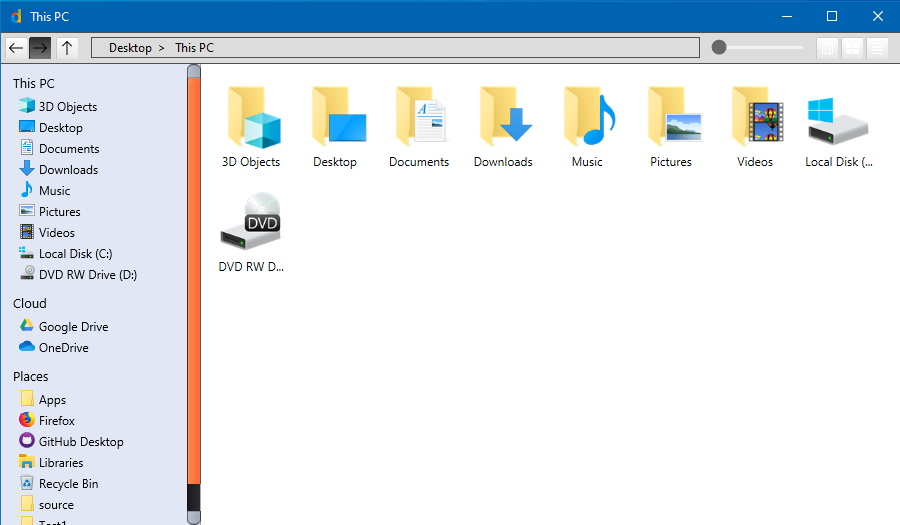 This PC
Desktop > This PC
This PC
3D Objects
Desktop
Documents
Downloads
Music
Pictures
Videos
Local Disk (C:)
DVD RW Drive (D:)
Cloud
Google Drive
OneDrive
Places
Apps
Firefox
GitHub Desktop
Libraries
Recycle Bin
source
Test1
3D Objects
Desktop
Documents
Downloads
Music
Pictures
Videos
Local Disk (...
DVD
DVD RW D...